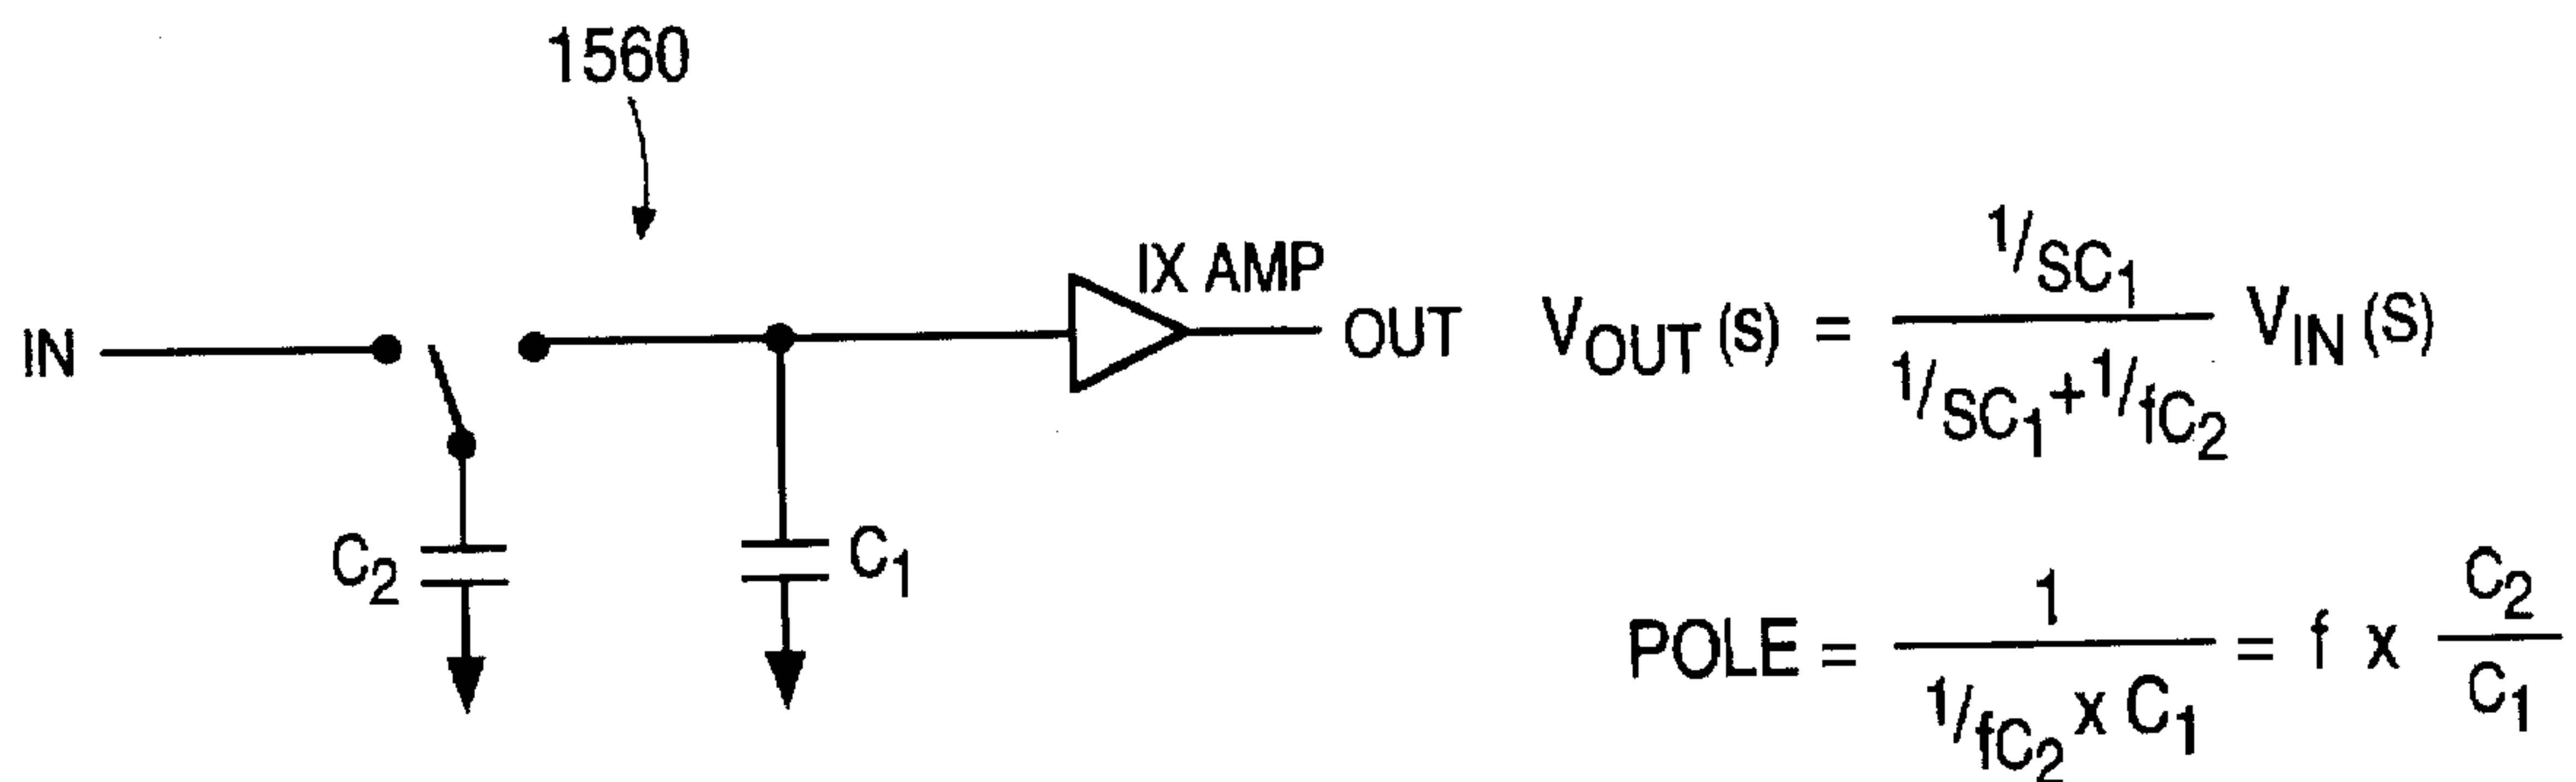 1560
IN
C2
C1
IX AMP
OUT
VOUT (s) = 1/SC1 / (1/SC1 + 1/fC2) VIN (S)
POLE = 1 / (1/fC2 x C1) = f x C2/C1